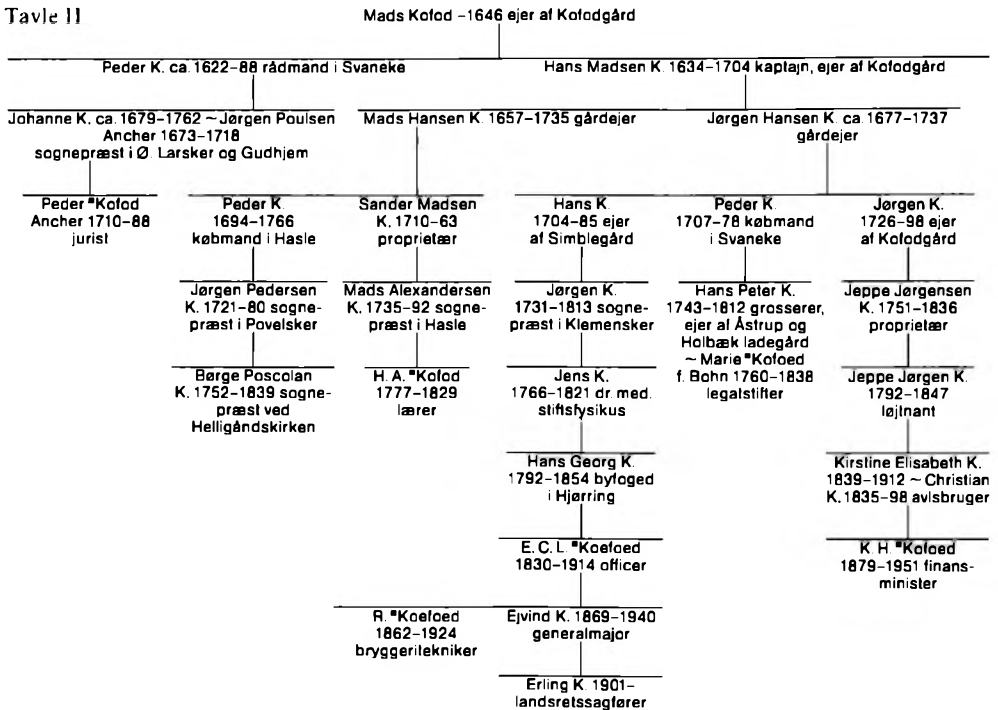 Tavle II
Mads Kofod –1646 ejer af Kofodgård
Peder K. ca. 1622–88 rådmand i Svaneke
Hans Madsen K. 1634–1704 kaptajn, ejer af Kofodgård
Johanne K. ca. 1679–1762 ~ Jørgen Poulsen
Ancher 1673–1718
sognepræst i Ø. Larsker og Gudhjem
Mads Hansen K. 1657–1735 gårdejer
Jørgen Hansen K. ca. 1677–1737
gårdejer
Peder *Kofod
Ancher 1710–88
jurist
Peder K.
1694–1766
købmand i Hasle
Sander Madsen
K. 1710–63
proprietær
Hans K.
1704–85 ejer
af Simblegård
Peder K.
1707–78 købmand
i Svaneke
Jørgen K.
1726–98 ejer
af Kofodgård
Jørgen Pedersen
K. 1721–80 sogne-
præst i Povelsker
Mads Alexandersen
K. 1735–92 sogne-
præst i Hasle
Jørgen K.
1731–1813 sogne-
præst i Klemensker
Hans Peter K.
1743–1812 grosserer,
ejer af Åstrup og
Holbæk ladegård
~ Marie *Kofoed
f. Bohn 1760–1838
legatstifter
Jeppe Jørgensen
K. 1751–1836
proprietær
Børge Poscolan
K. 1752–1839 sogne-
præst ved
Helligåndskirken
H. A. *Kofod
1777–1829
lærer
Jens K.
1766–1821 dr. med.
stiftsfysikus
Jeppe Jørgen K.
1792–1847
løjtnant
Hans Georg K.
1792–1854 byfoged
i Hjørring
Kirstine Elisabeth K.
1839–1912 ~ Christian
K. 1835–98 avlsbruger
E. C. L. *Koefoed
1830–1914 officer
K. H. *Kofoed
1879–1951 finans-
minister
R. *Koefoed
1862–1924
bryggeritekniker
Ejvind K. 1869–1940
generalmajor
Erling K. 1901–
landsretssagfører